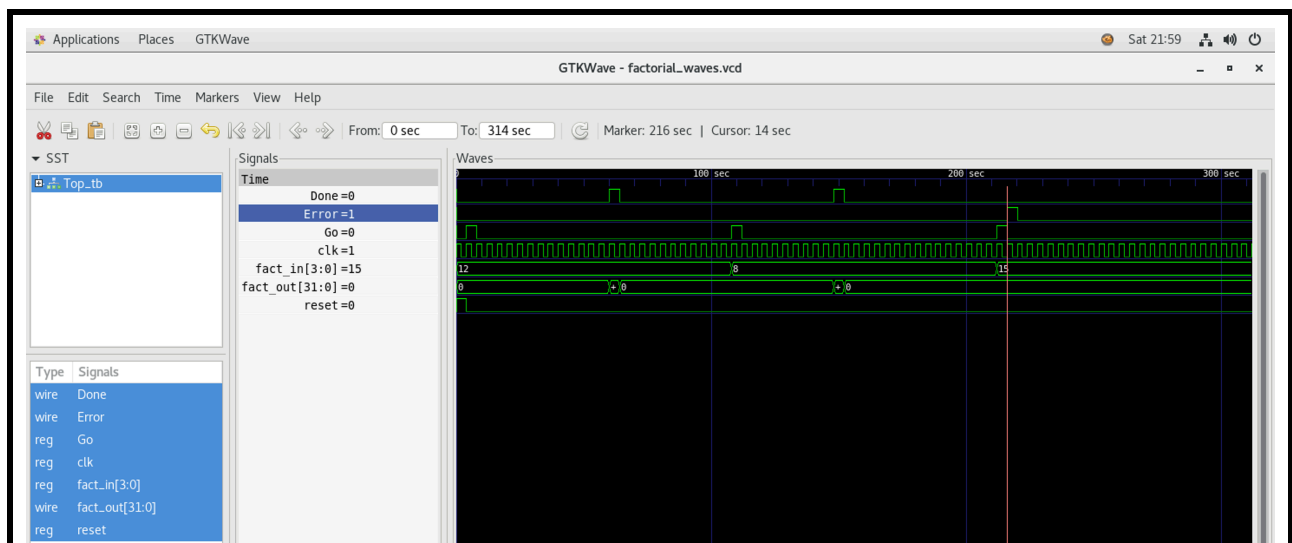 Applications Places GTKWave Sat 21:59
GTKWave - factorial_waves.vcd
File Edit Search Time Markers View Help
From: 0 sec To: 314 sec Marker: 216 sec | Cursor: 14 sec
SST
Top_tb
Type Signals
wire Done
wire Error
reg Go
reg clk
reg fact_in[3:0]
wire fact_out[31:0]
reg reset
Signals
Time
Done =0
Error =1
Go =0
clk =1
fact_in[3:0] =15
fact_out[31:0] =0
reset =0
Waves
0 100 sec 200 sec 300 sec
12 8 15
0 + 0 + 0